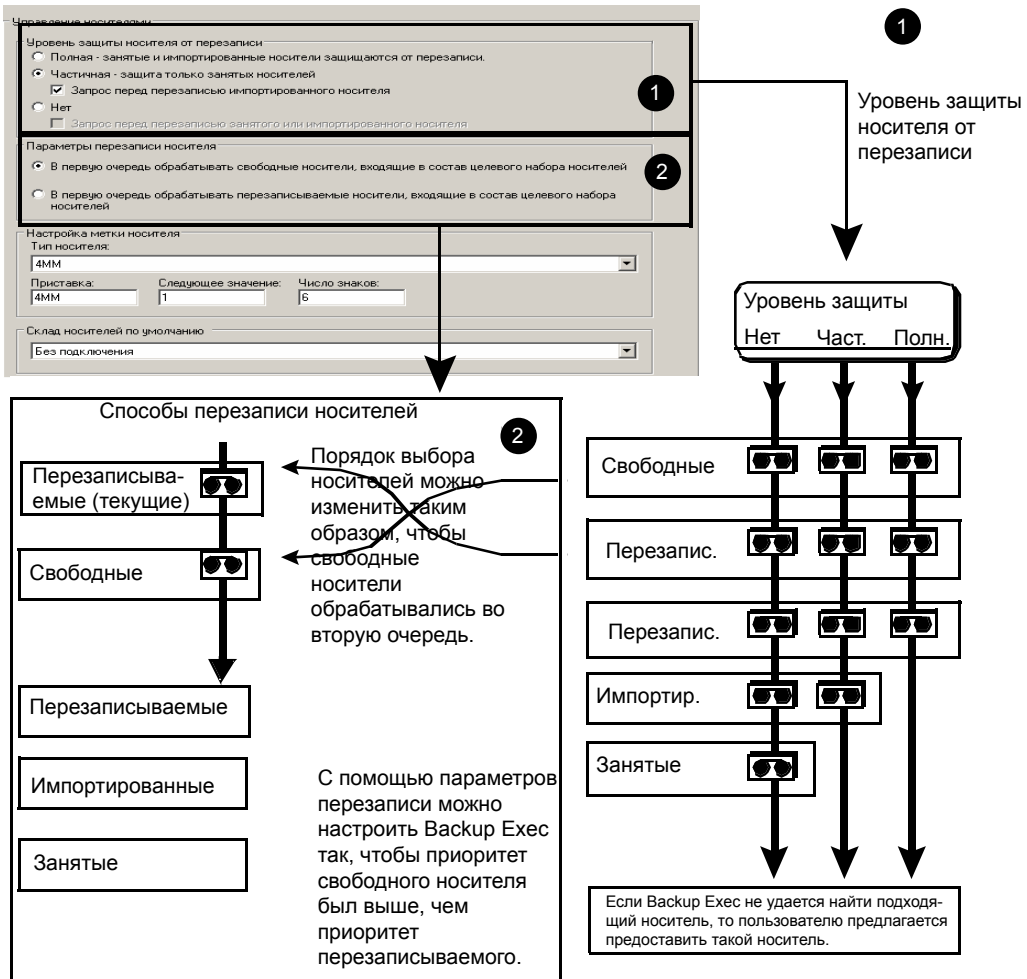 Управление носителями
Уровень защиты носителя от перезаписи
Полная - занятые и импортированные носители защищаются от перезаписи.
Частичная - защита только занятых носителей
Запрос перед перезаписью импортированного носителя
Нет
Запрос перед перезаписью занятого или импортированного носителя
1
Параметры перезаписи носителя
В первую очередь обрабатывать свободные носители, входящие в состав целевого набора носителей
В первую очередь обрабатывать перезаписываемые носители, входящие в состав целевого набора
носителей
2
Настройка метки носителя
Тип носителя:
4MM
Приставка:
Следующее значение:
Число знаков:
4MM
1
6
Склад носителей по умолчанию
Без подключения
1
Уровень защиты
носителя от
перезаписи
Способы перезаписи носителей
2
Перезаписыва-
емые (текущие)
Свободные
Перезаписываемые
Импортированные
Занятые
Порядок выбора
носителей можно
изменить таким
образом, чтобы
свободные
носители
обрабатывались во
вторую очередь.
С помощью параметров
перезаписи можно
настроить Backup Exec
так, чтобы приоритет
свободного носителя
был выше, чем
приоритет
перезаписываемого.
Уровень защиты
Нет Част. Полн.
Свободные
Перезапис.
Перезапис.
Импортир.
Занятые
Если Backup Exec не удается найти подходя-
щий носитель, то пользователю предлагается
предоставить такой носитель.